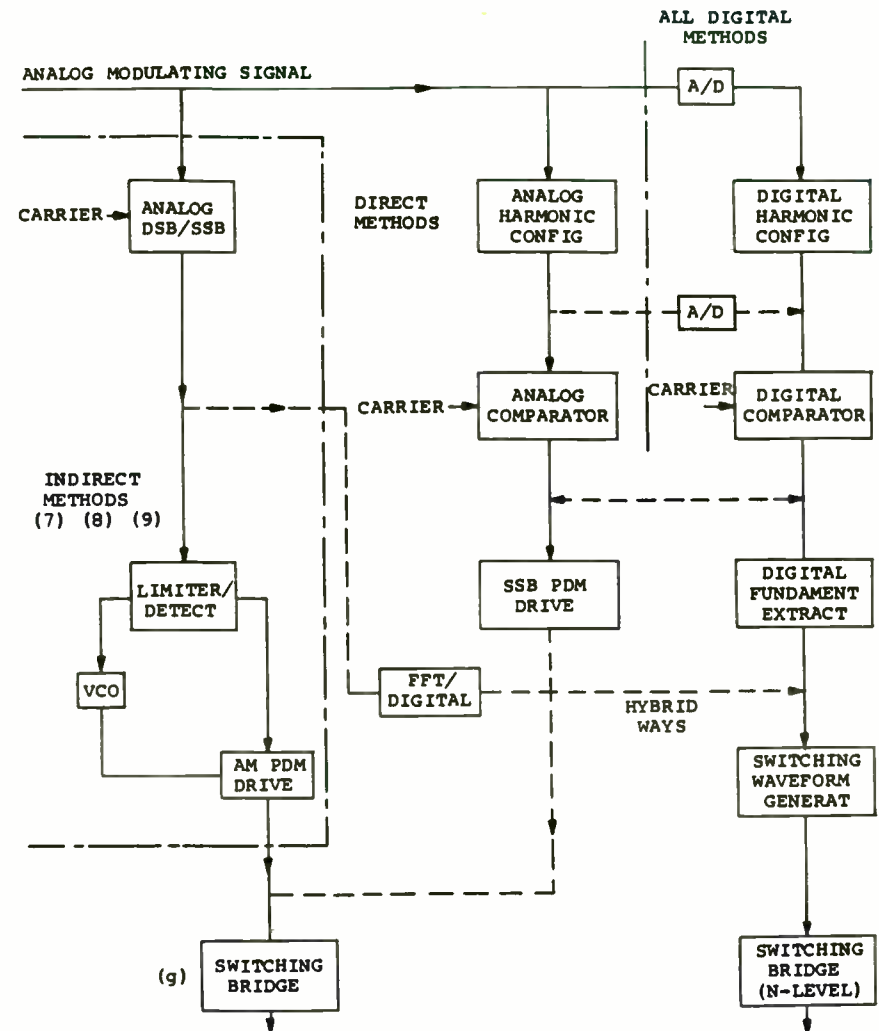 ALL DIGITAL
METHODS
ANALOG MODULATING SIGNAL
A/D
CARRIER
ANALOG
DSB/SSB
DIRECT
METHODS
ANALOG
HARMONIC
CONFIG
DIGITAL
HARMONIC
CONFIG
A/D
CARRIER
ANALOG
COMPARATOR
CARRIER
DIGITAL
COMPARATOR
INDIRECT
METHODS
(7) (8) (9)
LIMITER/
DETECT
SSB PDM
DRIVE
DIGITAL
FUNDAMENT
EXTRACT
VCO
FFT/
DIGITAL
HYBRID
WAYS
AM PDM
DRIVE
SWITCHING
WAVEFORM
GENERAT
(g)
SWITCHING
BRIDGE
SWITCHING
BRIDGE
(N-LEVEL)